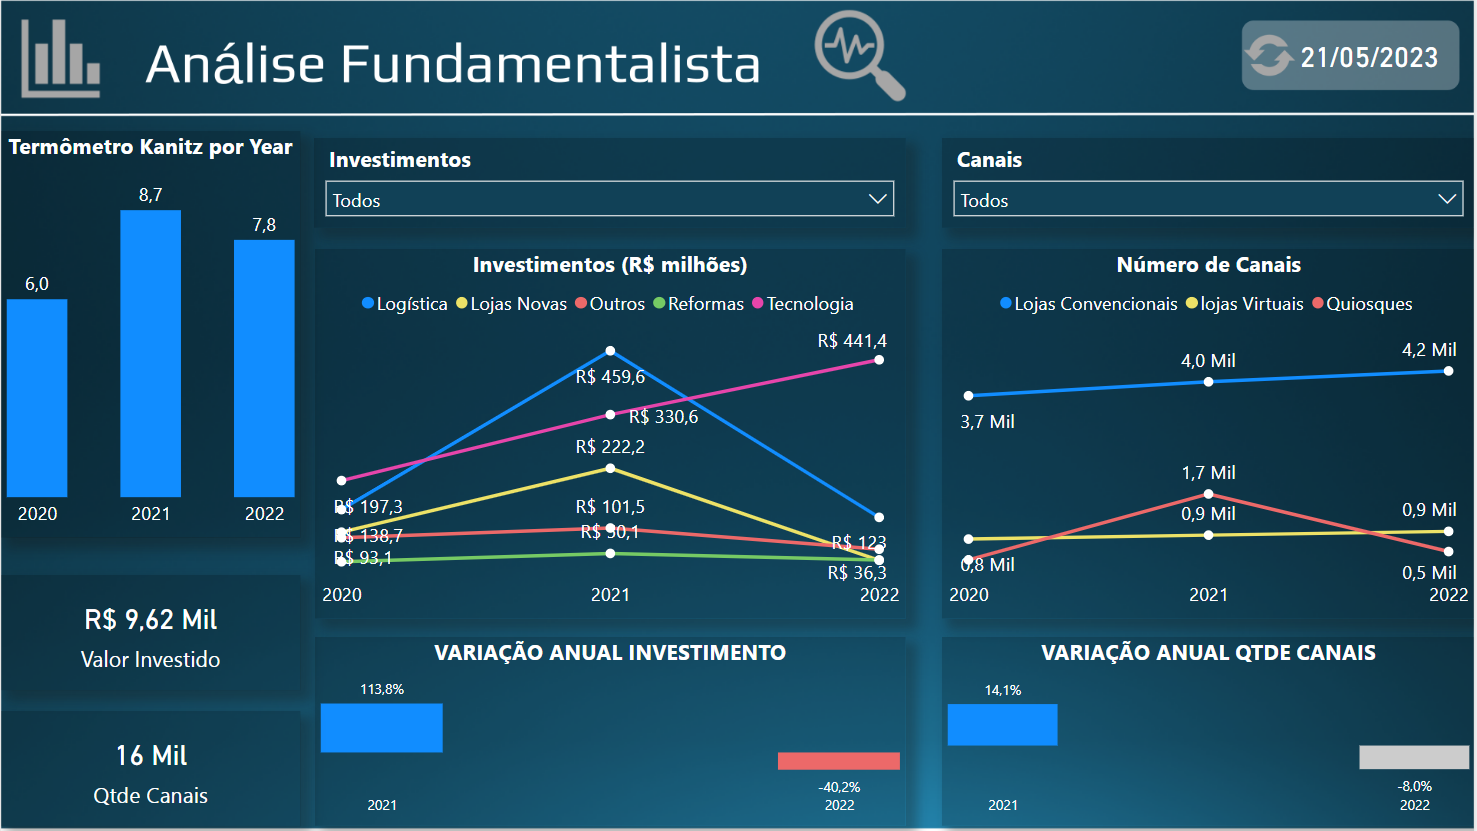 Análise Fundamentalista
21/05/2023
Termômetro Kanitz por Year
8,7
7,8
6,0
2020 2021 2022
R$ 9,62 Mil
Valor Investido
16 Mil
Qtde Canais
Investimentos
Todos
Investimentos (R$ milhões)
Logística Lojas Novas Outros Reformas Tecnologia
R$ 441,4
R$ 459,6
R$ 330,6
R$ 222,2
R$ 197,3 R$ 101,5
R$ 138,7 R$ 123
R$ 93,1
R$ 36,3
2020 2021 2022
VARIAÇÃO ANUAL INVESTIMENTO
113,8%
-40,2%
2021 2022
Canais
Todos
Número de Canais
Lojas Convencionais lojas Virtuais Quiosques
4,2 Mil
4,0 Mil
3,7 Mil
1,7 Mil
0,9 Mil 0,9 Mil
0,8 Mil 0,5 Mil
2020 2021 2022
VARIAÇÃO ANUAL QTDE CANAIS
14,1%
-8,0%
2021 2022